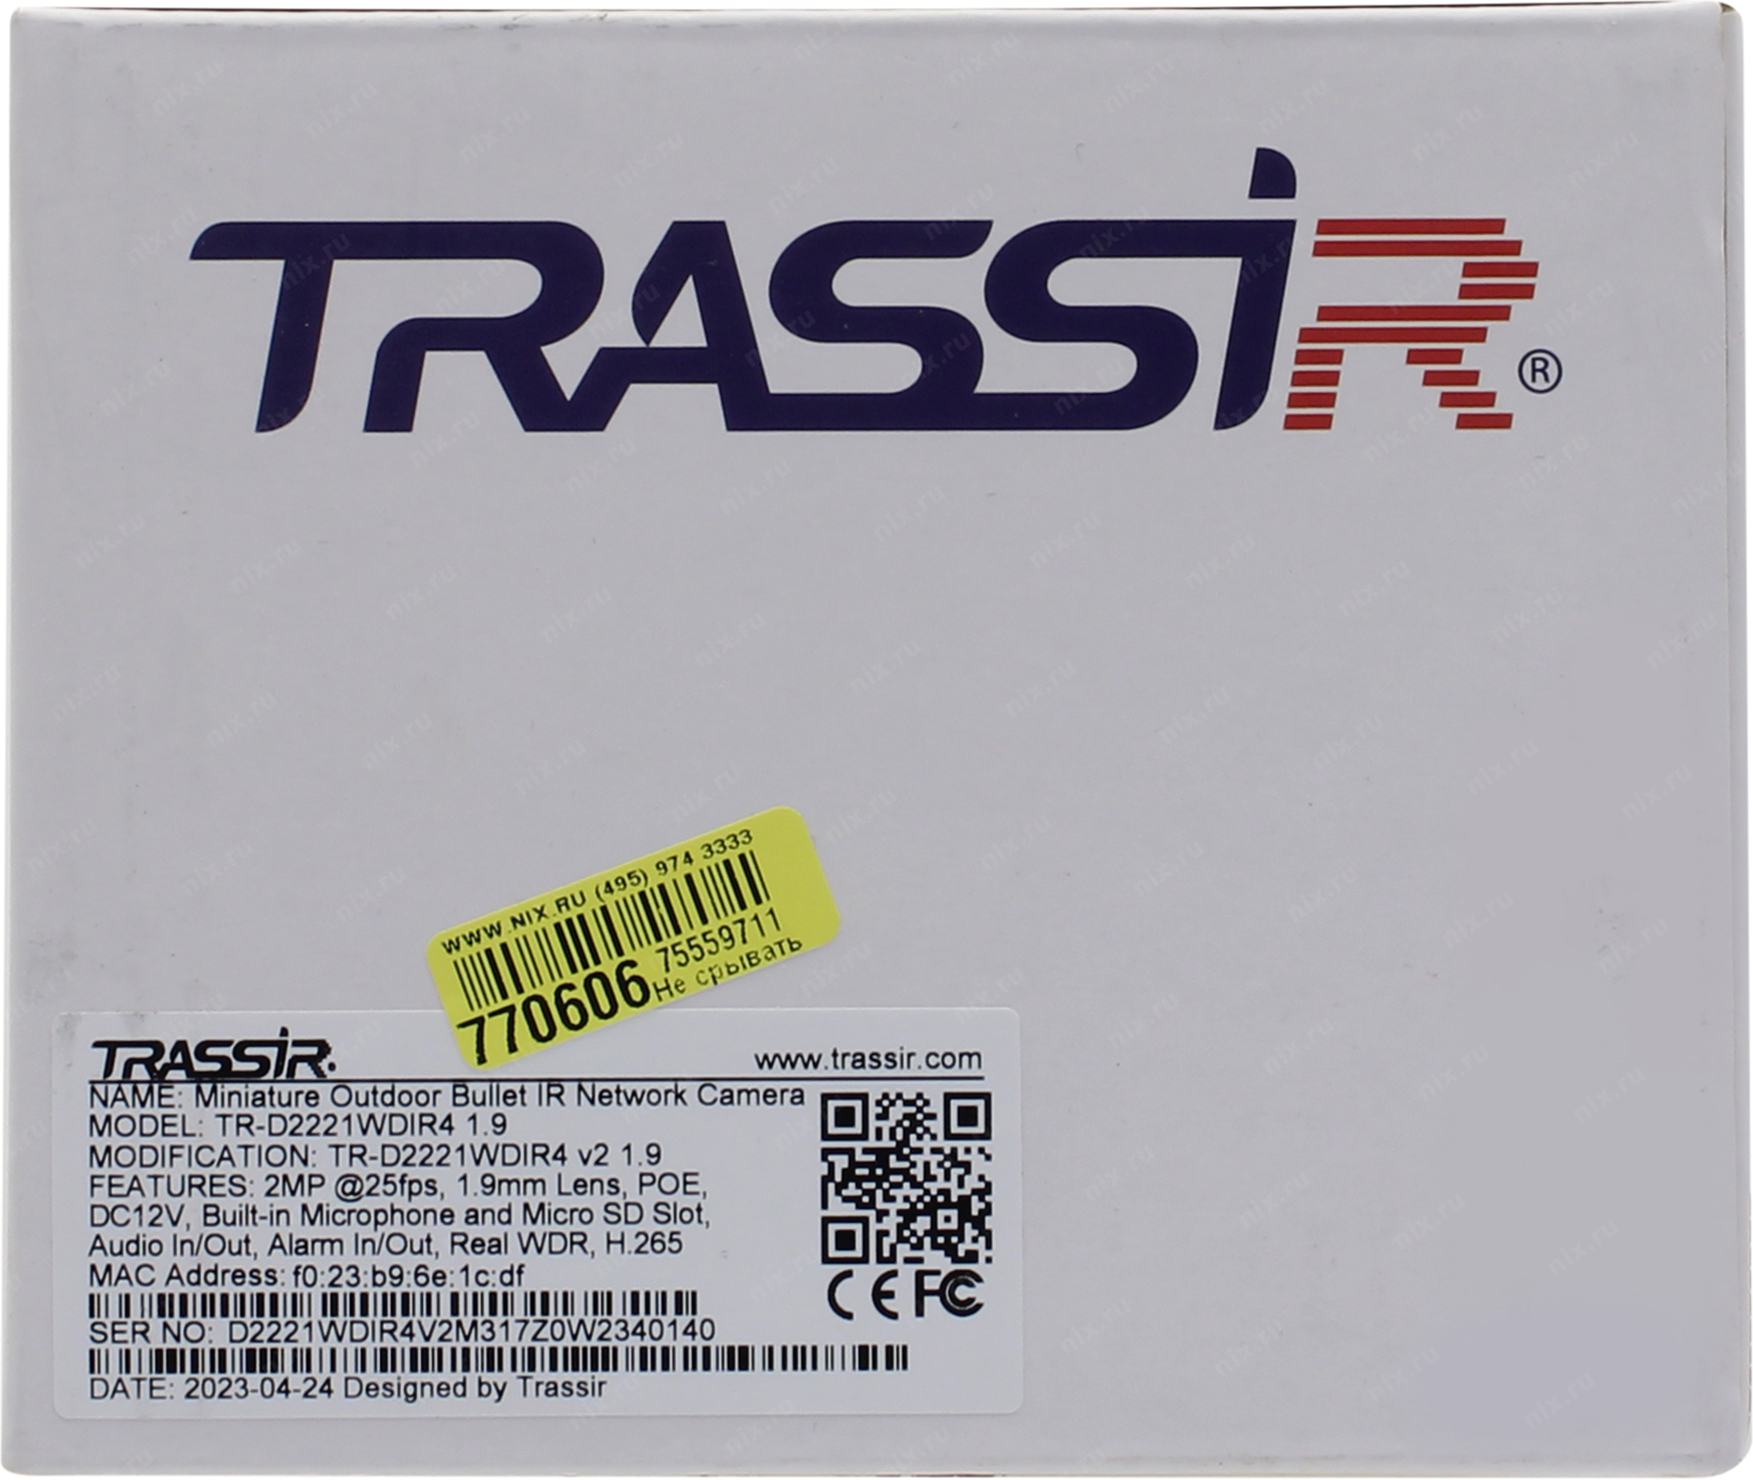 TRASSIR®
WWW.NIX.RU (495) 974 3333
770606 75559711
Не срывать
TRASSIR.
www.trassir.com
NAME: Miniature Outdoor Bullet IR Network Camera
MODEL: TR-D2221WDIR4 1.9
MODIFICATION: TR-D2221WDIR4 v2 1.9
FEATURES: 2MP @25fps, 1.9mm Lens, POE,
DC12V, Built-in Microphone and Micro SD Slot,
Audio In/Out, Alarm In/Out, Real WDR, H.265
MAC Address: f0:23:b9:6e:1c:df
CE FC
SER NO: D2221WDIR4V2M317Z0W2340140
DATE: 2023-04-24 Designed by Trassir
nix.ru